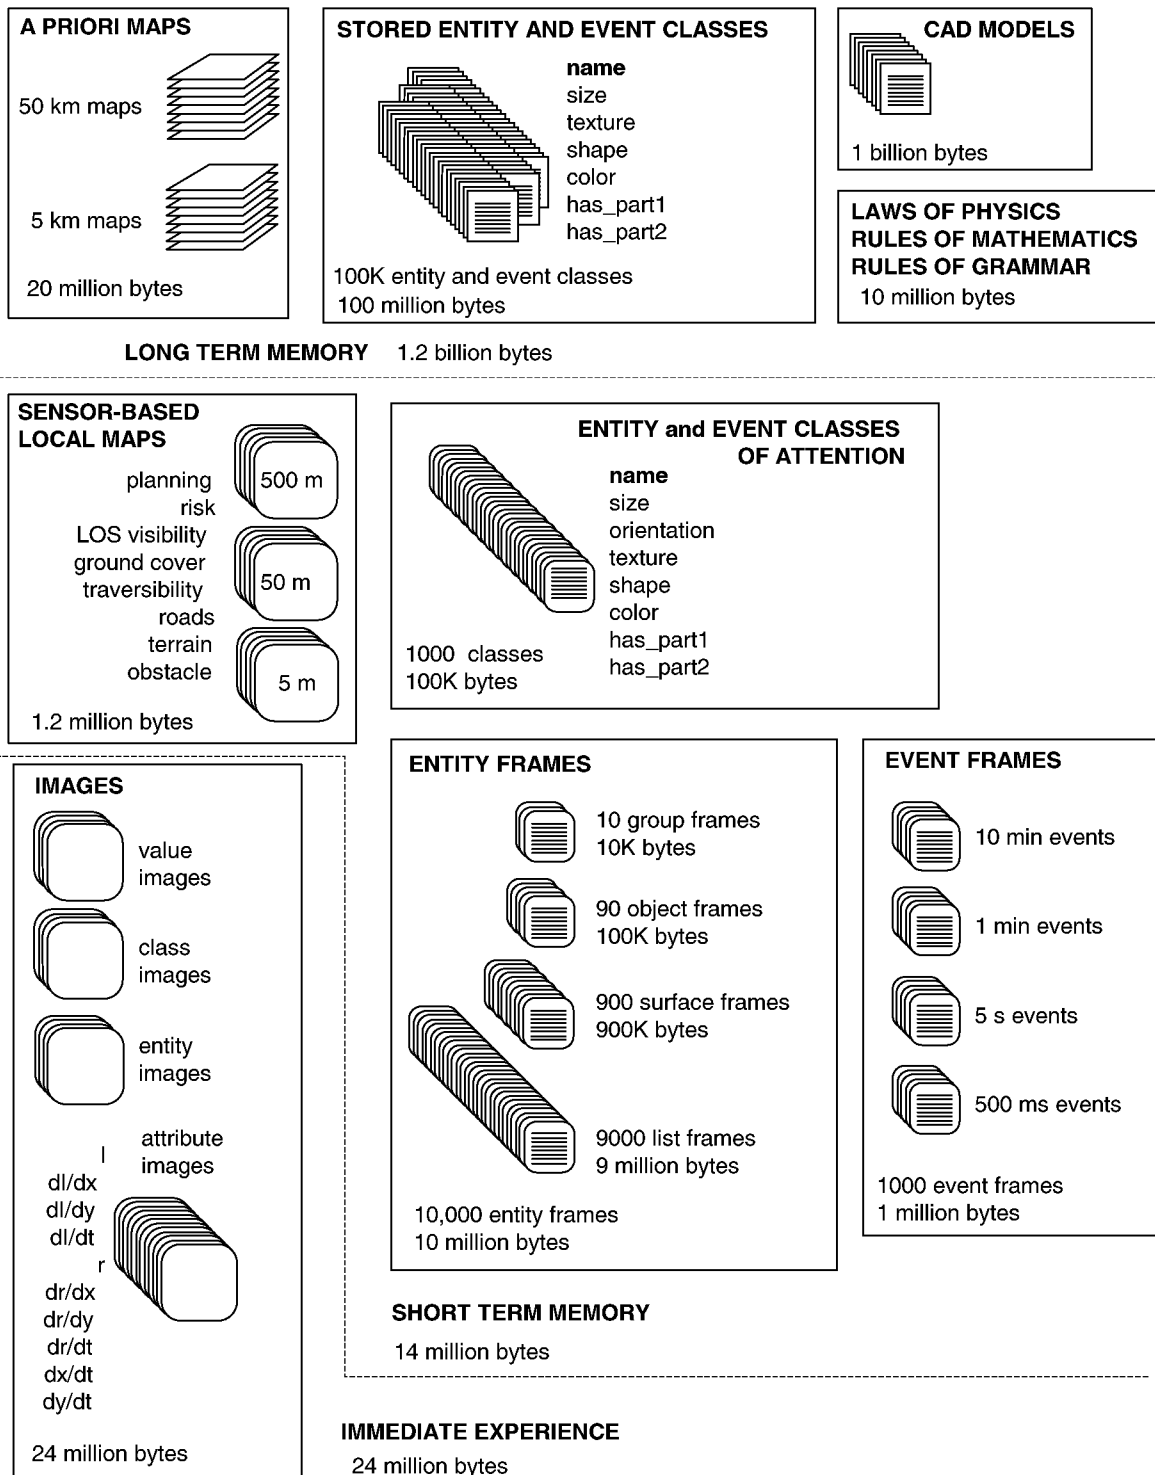 A PRIORI MAPS
50 km maps
5 km maps
20 million bytes
STORED ENTITY AND EVENT CLASSES
name
size
texture
shape
color
has_part1
has_part2
100K entity and event classes
100 million bytes
CAD MODELS
1 billion bytes
LAWS OF PHYSICS
RULES OF MATHEMATICS
RULES OF GRAMMAR
10 million bytes
LONG TERM MEMORY 1.2 billion bytes
SENSOR-BASED
LOCAL MAPS
planning
risk
LOS visibility
ground cover
traversibility
roads
terrain
obstacle
500 m
50 m
5 m
1.2 million bytes
ENTITY and EVENT CLASSES
OF ATTENTION
name
size
orientation
texture
shape
color
has_part1
has_part2
1000 classes
100K bytes
IMAGES
value
images
class
images
entity
images
attribute
images
I
dI/dx
dI/dy
dI/dt
r
dr/dx
dr/dy
dr/dt
dx/dt
dy/dt
24 million bytes
ENTITY FRAMES
10 group frames
10K bytes
90 object frames
100K bytes
900 surface frames
900K bytes
9000 list frames
9 million bytes
10,000 entity frames
10 million bytes
EVENT FRAMES
10 min events
1 min events
5 s events
500 ms events
1000 event frames
1 million bytes
SHORT TERM MEMORY
14 million bytes
IMMEDIATE EXPERIENCE
24 million bytes